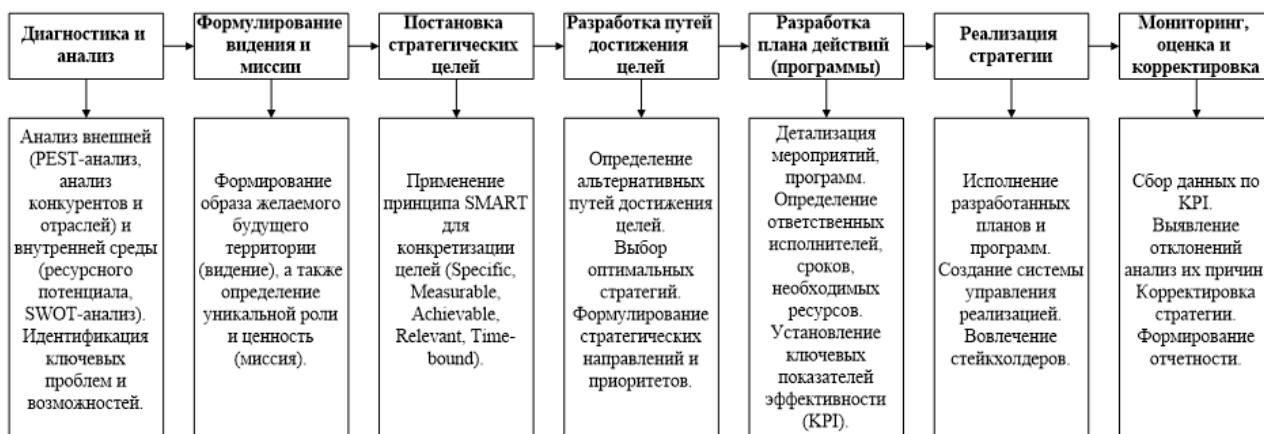 Диагностика и
анализ
Формулирование
видения и
миссии
Постановка
стратегических
целей
Разработка путей
достижения
целей
Разработка
плана действий
(программы)
Реализация
стратегии
Мониторинг,
оценка и
корректировка
Анализ внешней
(PEST-анализ,
анализ
конкурентов и
отраслей) и
внутренней среды
(ресурсного
потенциала,
SWOT-анализ).
Идентификация
ключевых
проблем и
возможностей.
Формирование
образа желаемого
будущего
территории
(видение), а также
определение
уникальной роли
и ценность
(миссия).
Применение
принципа SMART
для
конкретизации
целей (Specific,
Measurable,
Achievable,
Relevant, Time-
bound).
Определение
альтернативных
путей достижения
целей.
Выбор
оптимальных
стратегий.
Формулирование
стратегических
направлений и
приоритетов.
Детализация
мероприятий,
программ.
Определение
ответственных
исполнителей,
сроков,
необходимых
ресурсов.
Установление
ключевых
показателей
эффективности
(KPI).
Исполнение
разработанных
планов и
программ.
Создание системы
управления
реализацией.
Вовлечение
стейкхолдеров.
Сбор данных по
KPI.
Выявление
отклонений
анализ их причин
Корректировка
стратегии.
Формирование
отчетности.